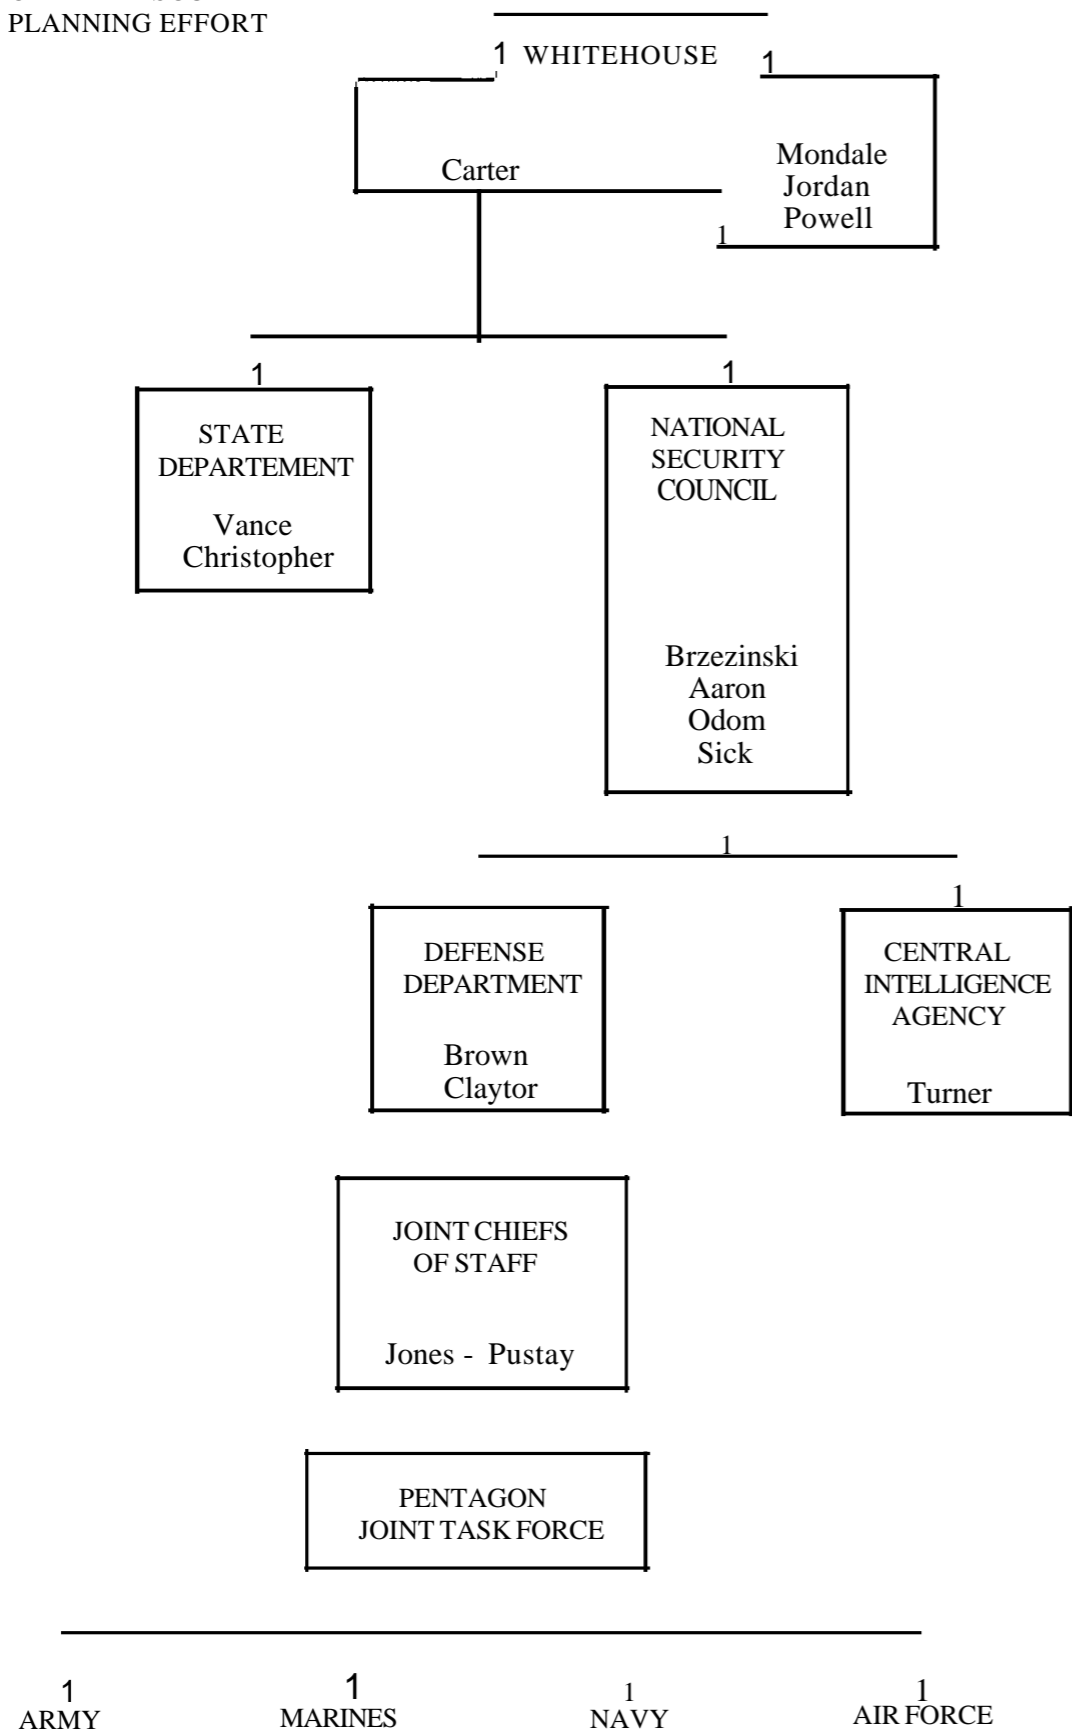 PLANNING EFFORT
1 WHITEHOUSE 1
Carter
Mondale
Jordan
Powell
1
1
STATE
DEPARTEMENT
Vance
Christopher
1
NATIONAL
SECURITY
COUNCIL
Brzezinski
Aaron
Odom
Sick
1
DEFENSE
DEPARTMENT
Brown
Claytor
1
CENTRAL
INTELLIGENCE
AGENCY
Turner
JOINT CHIEFS
OF STAFF
Jones - Pustay
PENTAGON
JOINT TASK FORCE
1
ARMY
1
MARINES
1
NAVY
1
AIR FORCE